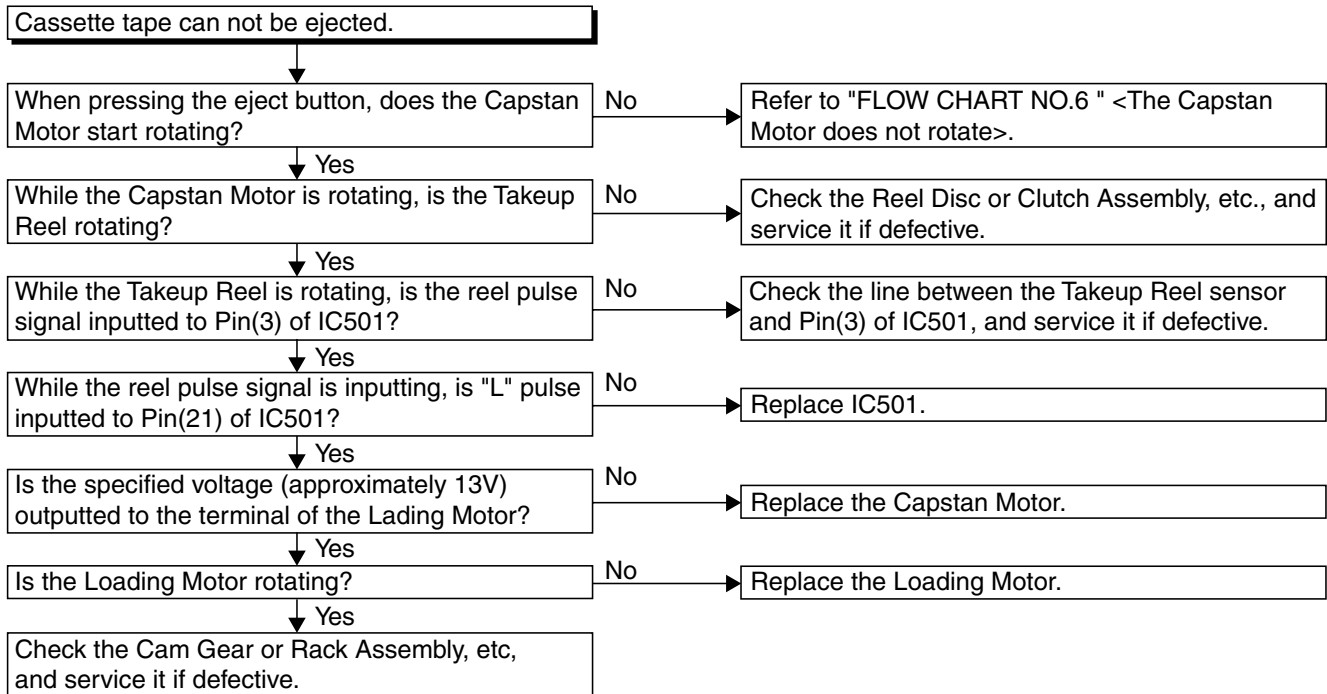 Cassette tape can not be ejected.
When pressing the eject button, does the Capstan
Motor start rotating?
No
Refer to "FLOW CHART NO.6 " <The Capstan
Motor does not rotate>.
Yes
While the Capstan Motor is rotating, is the Takeup
Reel rotating?
No
Check the Reel Disc or Clutch Assembly, etc., and
service it if defective.
Yes
While the Takeup Reel is rotating, is the reel pulse
signal inputted to Pin(3) of IC501?
No
Check the line between the Takeup Reel sensor
and Pin(3) of IC501, and service it if defective.
Yes
While the reel pulse signal is inputting, is "L" pulse
inputted to Pin(21) of IC501?
No
Replace IC501.
Yes
Is the specified voltage (approximately 13V)
outputted to the terminal of the Lading Motor?
No
Replace the Capstan Motor.
Yes
Is the Loading Motor rotating?
No
Replace the Loading Motor.
Yes
Check the Cam Gear or Rack Assembly, etc,
and service it if defective.